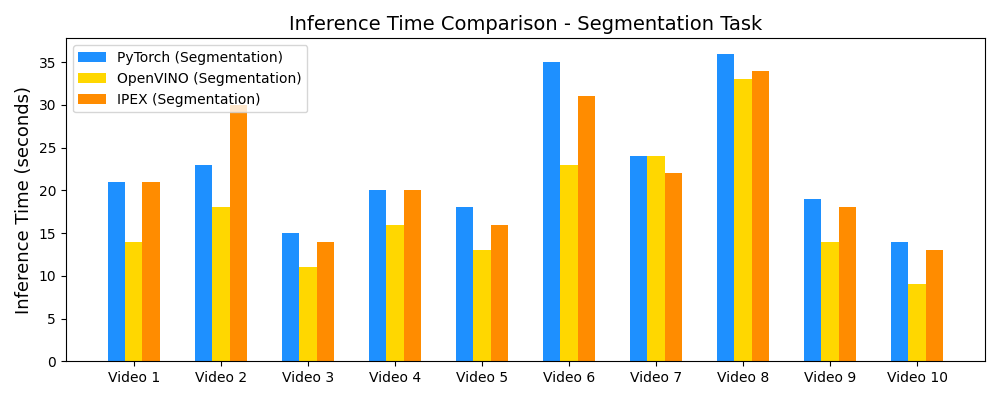 Inference Time Comparison - Segmentation Task
PyTorch (Segmentation)
OpenVINO (Segmentation)
IPEX (Segmentation)
Inference Time (seconds)
35
30
25
20
15
10
5
0
Video 1 Video 2 Video 3 Video 4 Video 5 Video 6 Video 7 Video 8 Video 9 Video 10